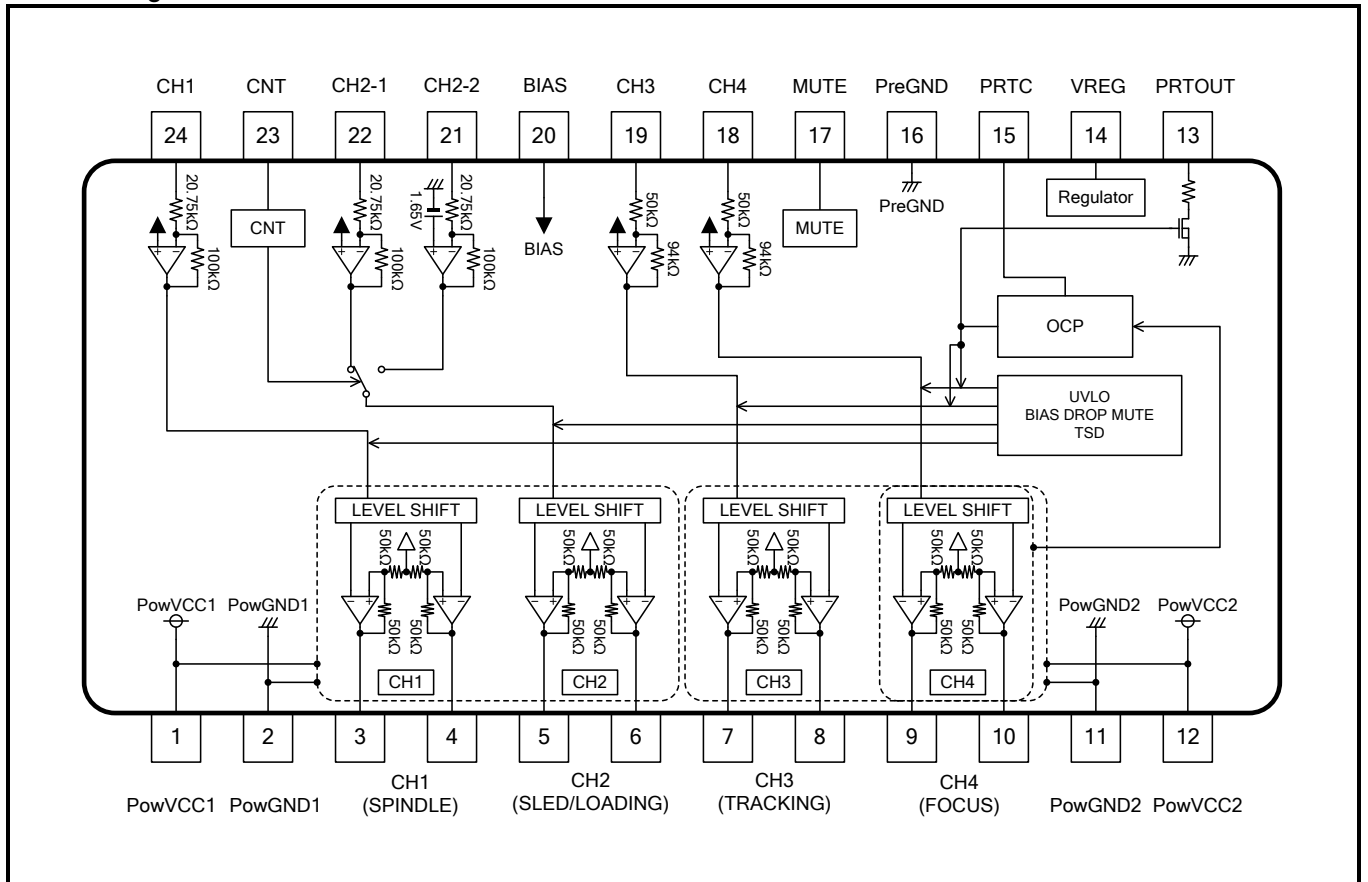 CH1 CNT CH2-1 CH2-2 BIAS CH3 CH4 MUTE PreGND PRTC VREG PRTOUT
24 23 22 21 20 19 18 17 16 15 14 13
20.75kΩ 20.75kΩ 1.65V 20.75kΩ 50kΩ 50kΩ
PreGND
Regulator
CNT
BIAS
MUTE
+ - + - + - + - + -
100kΩ 100kΩ 100kΩ 94kΩ 94kΩ
OCP
UVLO
BIAS DROP MUTE
TSD
LEVEL SHIFT LEVEL SHIFT LEVEL SHIFT LEVEL SHIFT
50kΩ 50kΩ 50kΩ 50kΩ 50kΩ 50kΩ 50kΩ 50kΩ
PowVCC1 PowGND1 PowGND2 PowVCC2
- + + - - + + - - + + - - + + -
50kΩ 50kΩ 50kΩ 50kΩ 50kΩ 50kΩ 50kΩ 50kΩ
CH1 CH2 CH3 CH4
1 2 3 4 5 6 7 8 9 10 11 12
PowVCC1 PowGND1 CH1 CH2 CH3 CH4 PowGND2 PowVCC2
(SPINDLE) (SLED/LOADING) (TRACKING) (FOCUS)